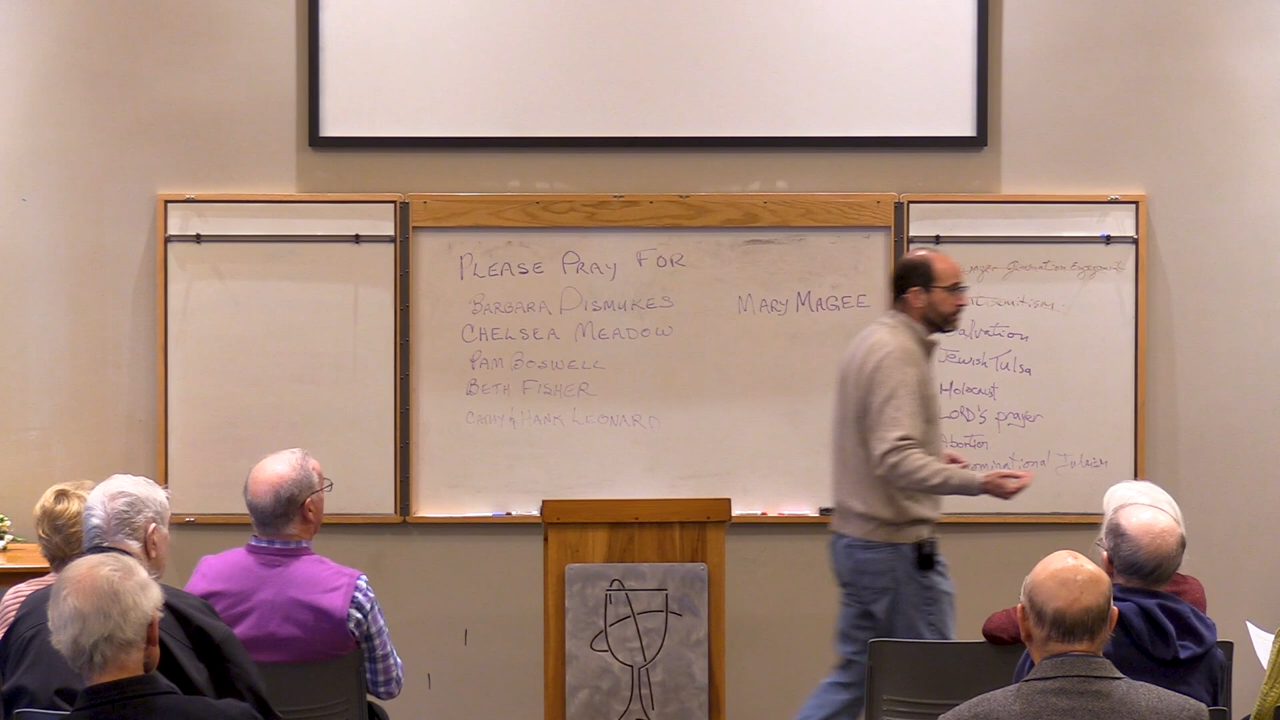 PLEASE PRAY FOR
BARBARA DISMUKES
MARY MAGEE
CHELSEA MEADOW
PAM BOSWELL
BETH FISHER
CATHY & HANK LEONARD
Generation
Salvation
Jewish Tulsa
Holocaust
LORD'S prayer
Abortion